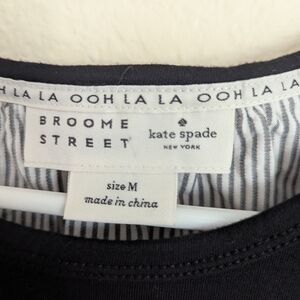 LA LA OOH LA LA OOH LA LA OOH LA LA
BROOME
STREET
kate spade
NEW YORK
size M
made in china